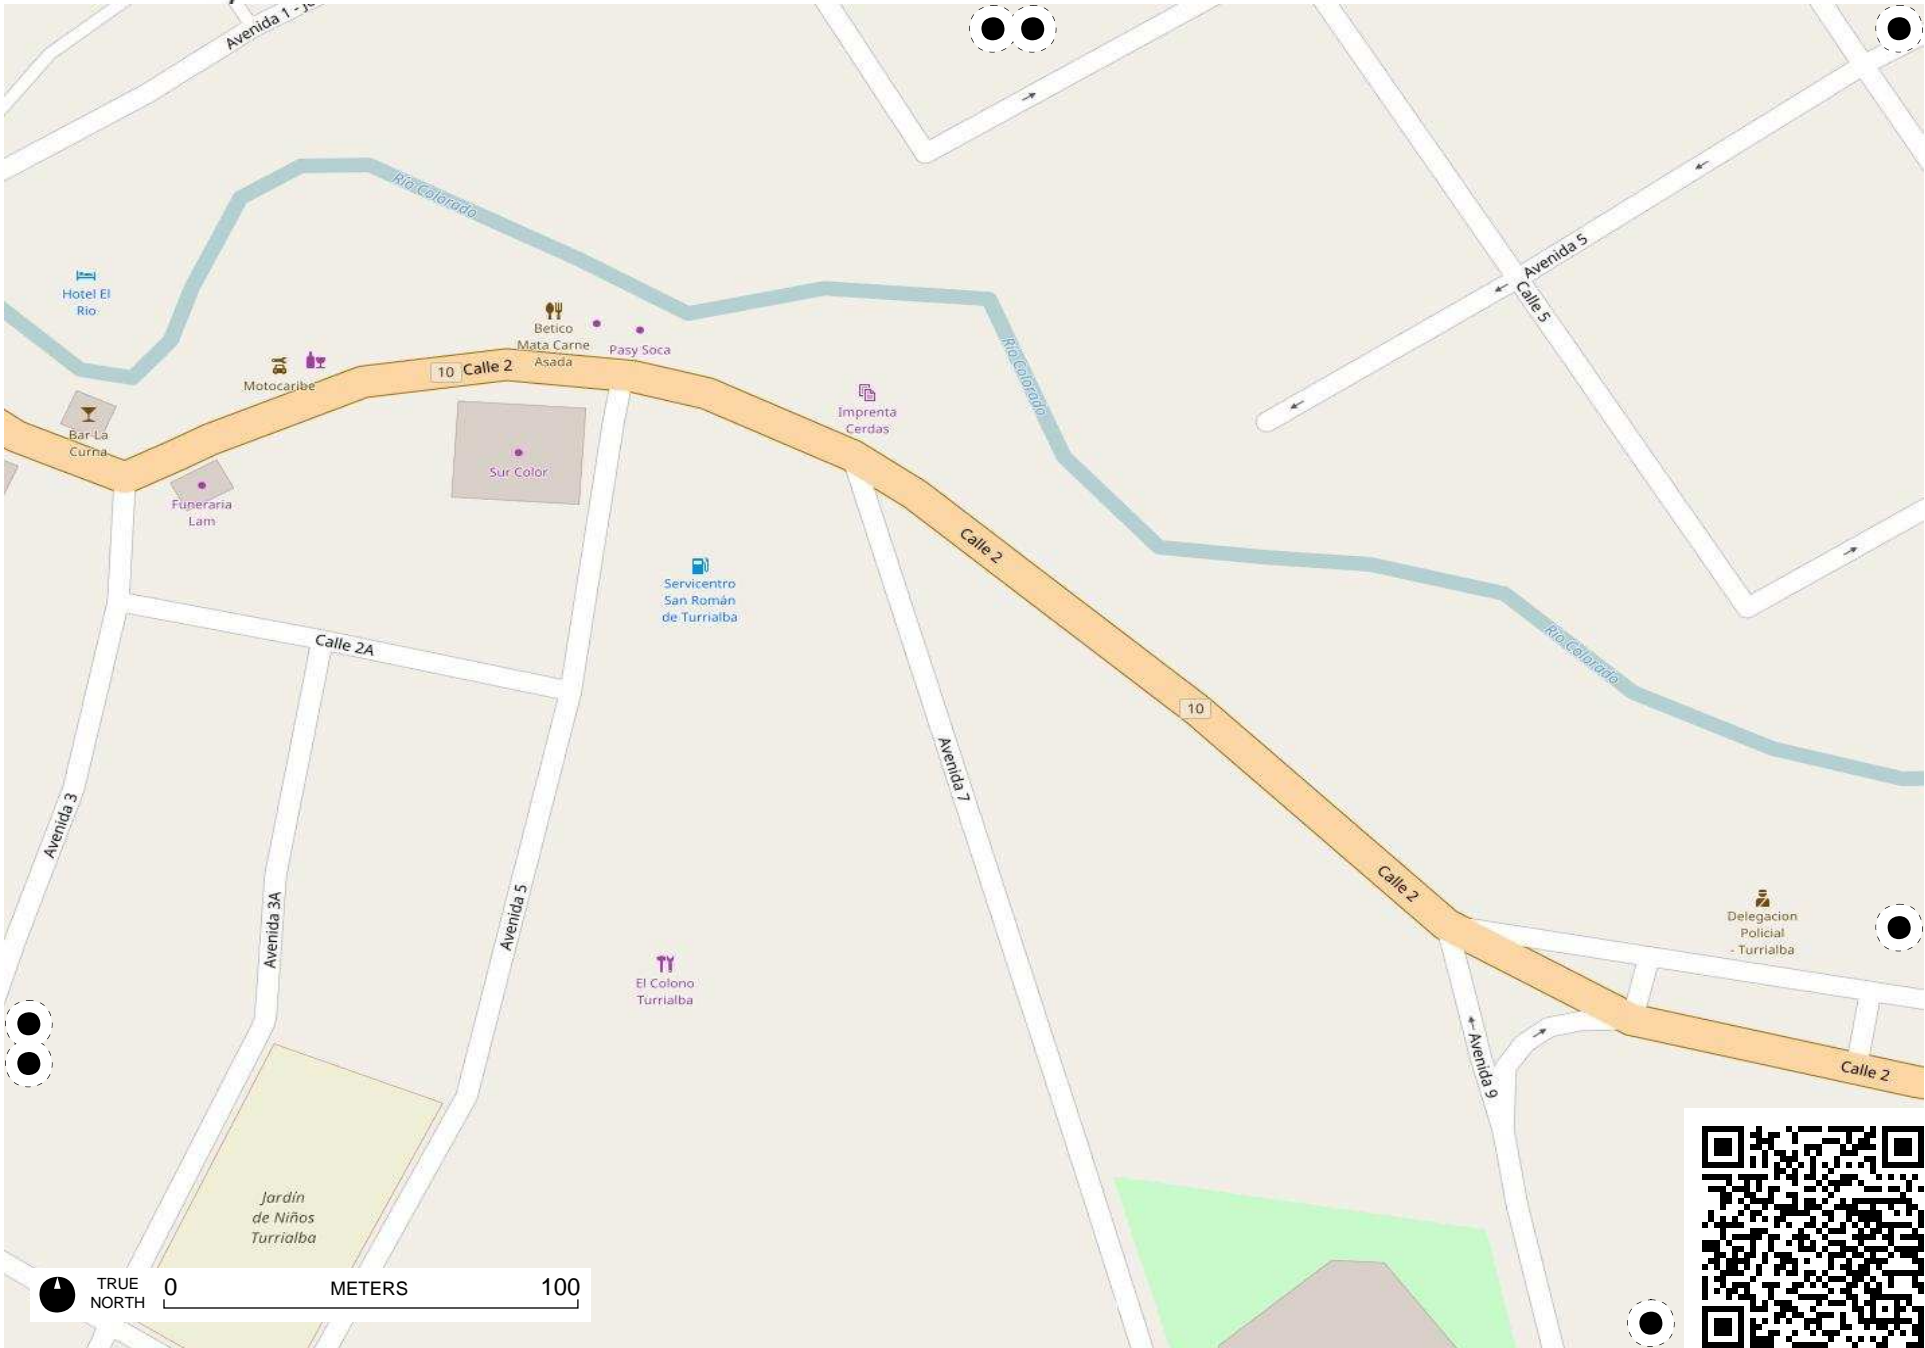 Avenida 1 -
Río Colorado
Hotel El
Rio
Betico
Mata Carne
Asada
Pasy Soca
Motocaribe
10
Calle 2
Bar La
Curna
Funeraria
Lam
Sur Color
Imprenta
Cerdas
Río Colorado
Avenida 5
Calle 5
Calle 2
Servicentro
San Román
de Turrialba
Calle 2A
Río Colorado
10
Avenida 3
Avenida 3A
Avenida 5
Avenida 7
Calle 2
El Colono
Turrialba
Delegacion
Policial
- Turrialba
Avenida 9
Calle 2
Jardín
de Niños
Turrialba
TRUE
NORTH
0 METERS 100